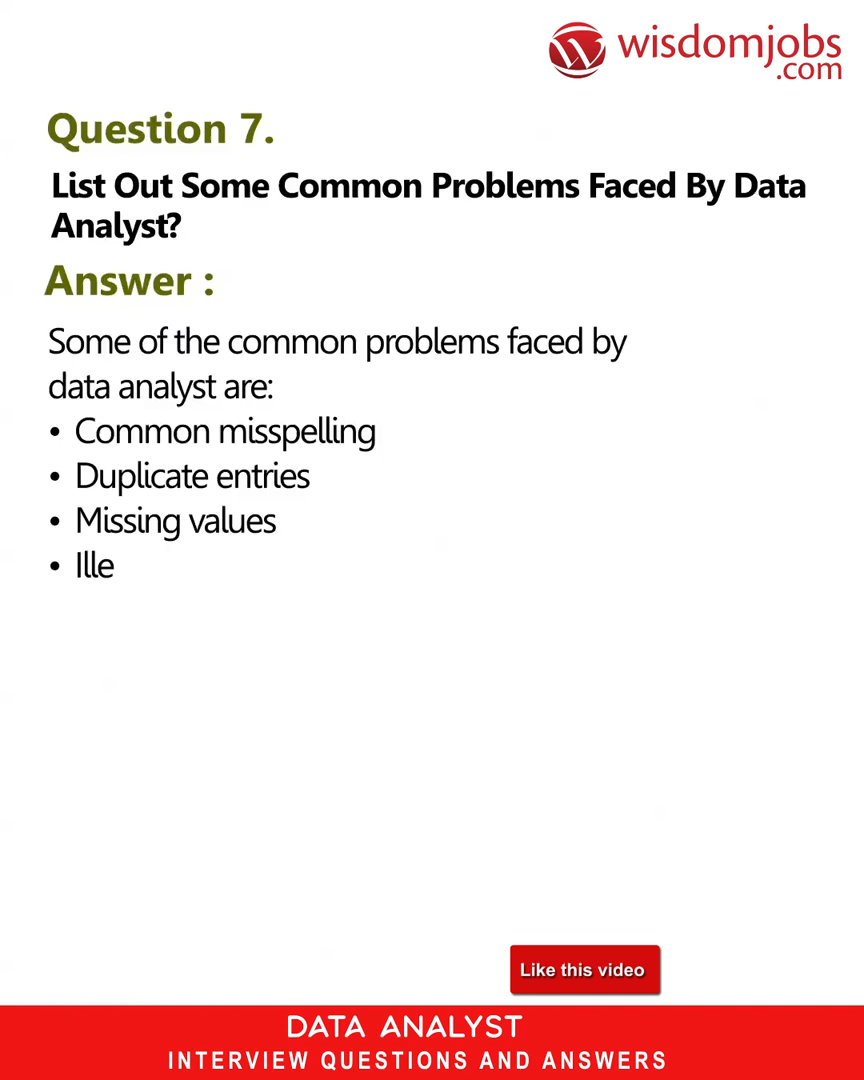 wisdomjobs
.com
Question 7.
List Out Some Common Problems Faced By Data
Analyst?
Answer :
Some of the common problems faced by
data analyst are:
• Common misspelling
• Duplicate entries
• Missing values
• Ille
Like this video
DATA ANALYST
INTERVIEW QUESTIONS AND ANSWERS